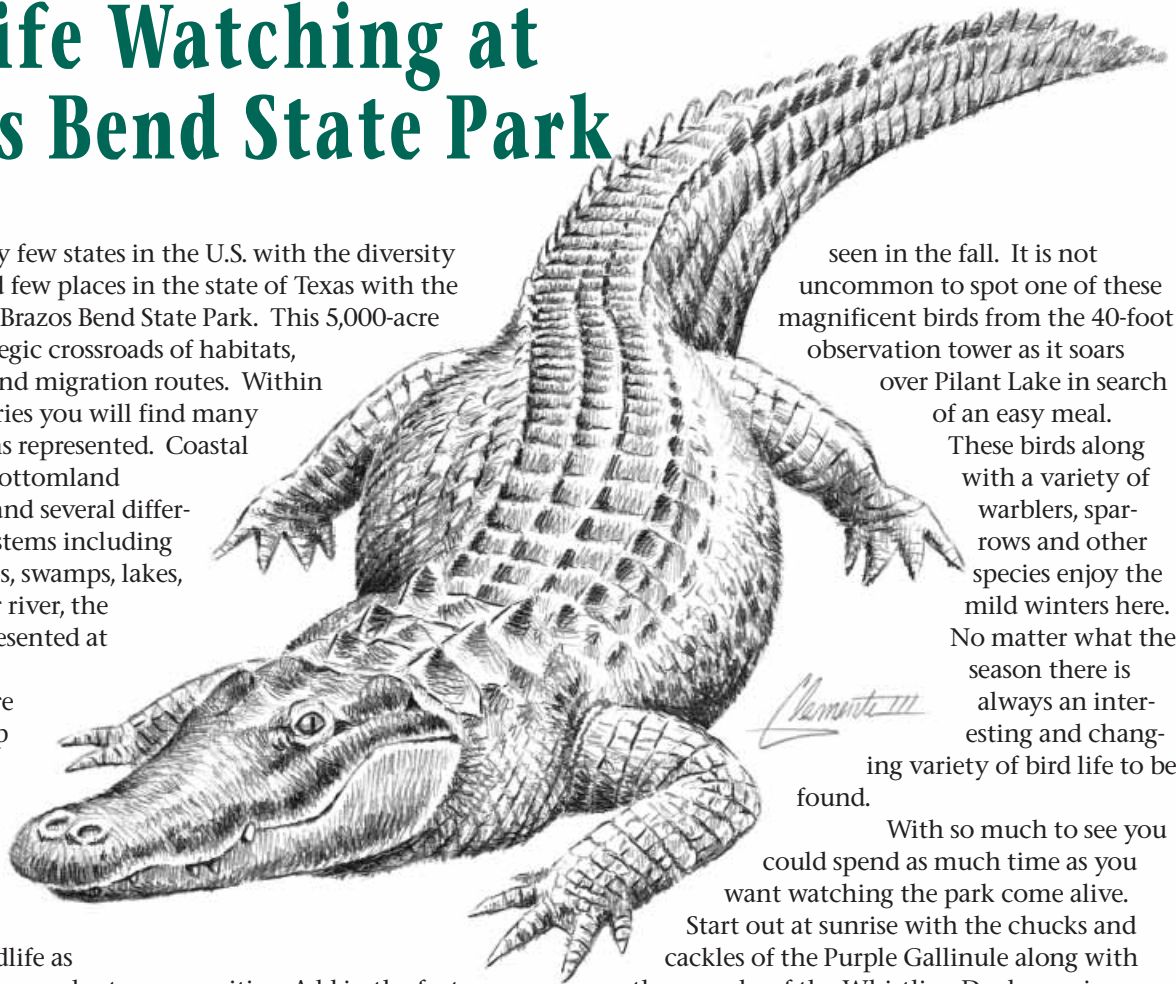 Watching at
Bend State Park
few states in the U.S. with the diversity
few places in the state of Texas with the
Brazos Bend State Park. This 5,000-acre
crossroads of habitats,
migration routes. Within
you will find many
represented. Coastal
and several differ-
including
swamps, lakes,
river, the
at
as
seen in the fall. It is not
uncommon to spot one of these
magnificent birds from the 40-foot
observation tower as it soars
over Pilant Lake in search
of an easy meal.
These birds along
with a variety of
warblers, spar-
rows and other
species enjoy the
mild winters here.
No matter what the
season there is
always an inter-
esting and chang-
ing variety of bird life to be
found.
With so much to see you
could spend as much time as you
want watching the park come alive.
Start out at sunrise with the chucks and
cackles of the Purple Gallinule along with
Clemente III